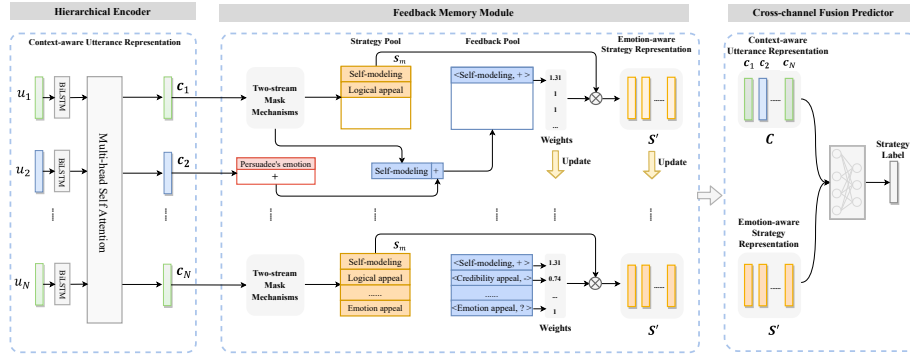 Hierarchical Encoder
Feedback Memory Module
Cross-channel Fusion Predictor
Context-aware Utterance Representation
u1
BiLSTM
c1
u2
BiLSTM
c2
uN
BiLSTM
cN
Multi-head Self Attention
Strategy Pool
Feedback Pool
Emotion-aware
Strategy Representation
Sm
Two-stream
Mask
Mechanisms
Self-modeling
Logical appeal
<Self-modeling, + >
1.31
1
1
...
Weights
S'
Update
Update
Persuadee's emotion
+
Self-modeling +
Sm
Two-stream
Mask
Mechanisms
Self-modeling
Logical appeal
......
Emotion appeal
<Self-modeling, + >
<Credibility appeal, ->
......
<Emotion appeal, ? >
1.31
0.74
...
1
Weights
S'
Context-aware
Utterance Representation
c1 c2 cN
......
C
Strategy
Label
Emotion-aware
Strategy
Representation
......
S'